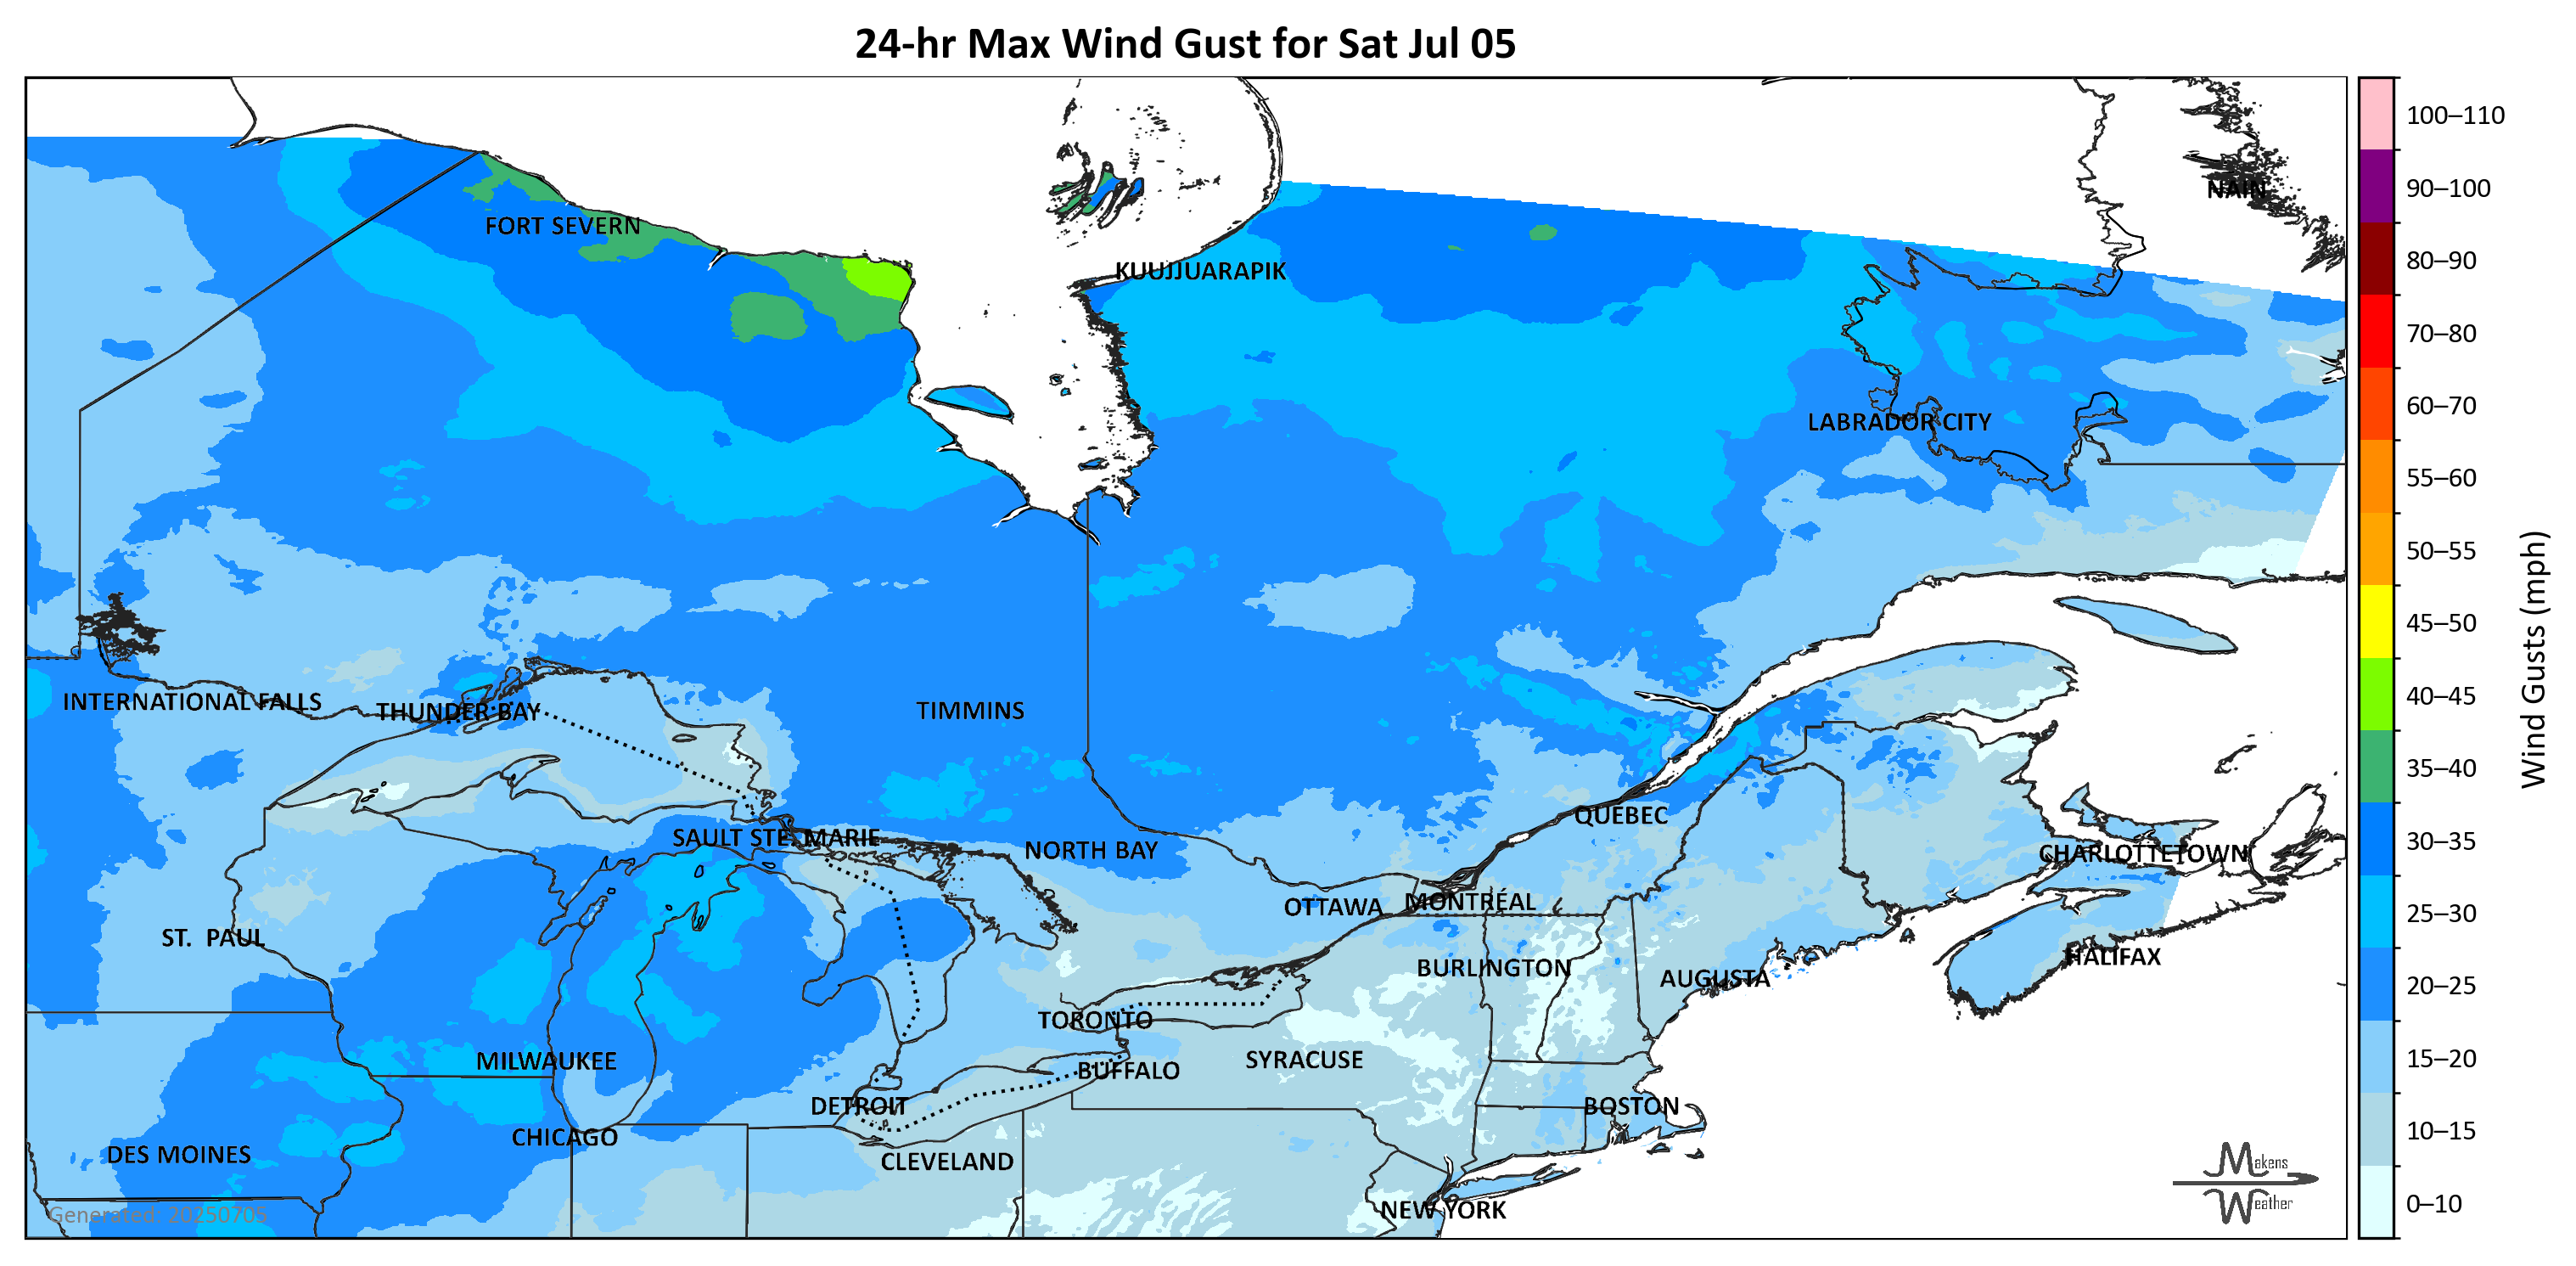 24-hr Max Wind Gust for Sat Jul 05
100–110
90–100
NAIN
FORT SEVERN
80–90
KUUJJUARAPIK
70–80
60–70
LABRADOR CITY
55–60
50–55
45–50
Wind Gusts (mph)
40–45
INTERNATIONAL FALLS
THUNDER BAY
TIMMINS
35–40
QUÉBEC
SAULT STE. MARIE
30–35
NORTH BAY
CHARLOTTETOWN
OTTAWA
MONTRÉAL
25–30
ST. PAUL
HALIFAX
BURLINGTON
AUGUSTA
20–25
TORONTO
MILWAUKEE
SYRACUSE
15–20
BUFFALO
DETROIT
BOSTON
10–15
CHICAGO
DES MOINES
CLEVELAND
Makens
Weather
0–10
NEW YORK
Generated: 20250705